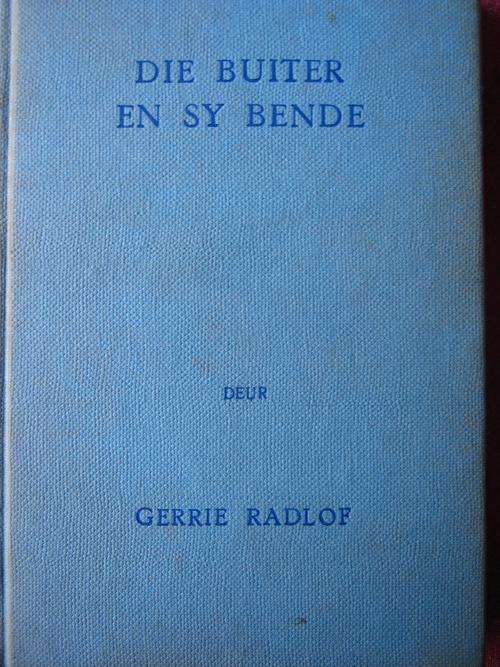 DIE BUITER
EN SY BENDE
DEUR
GERRIE RADLOF